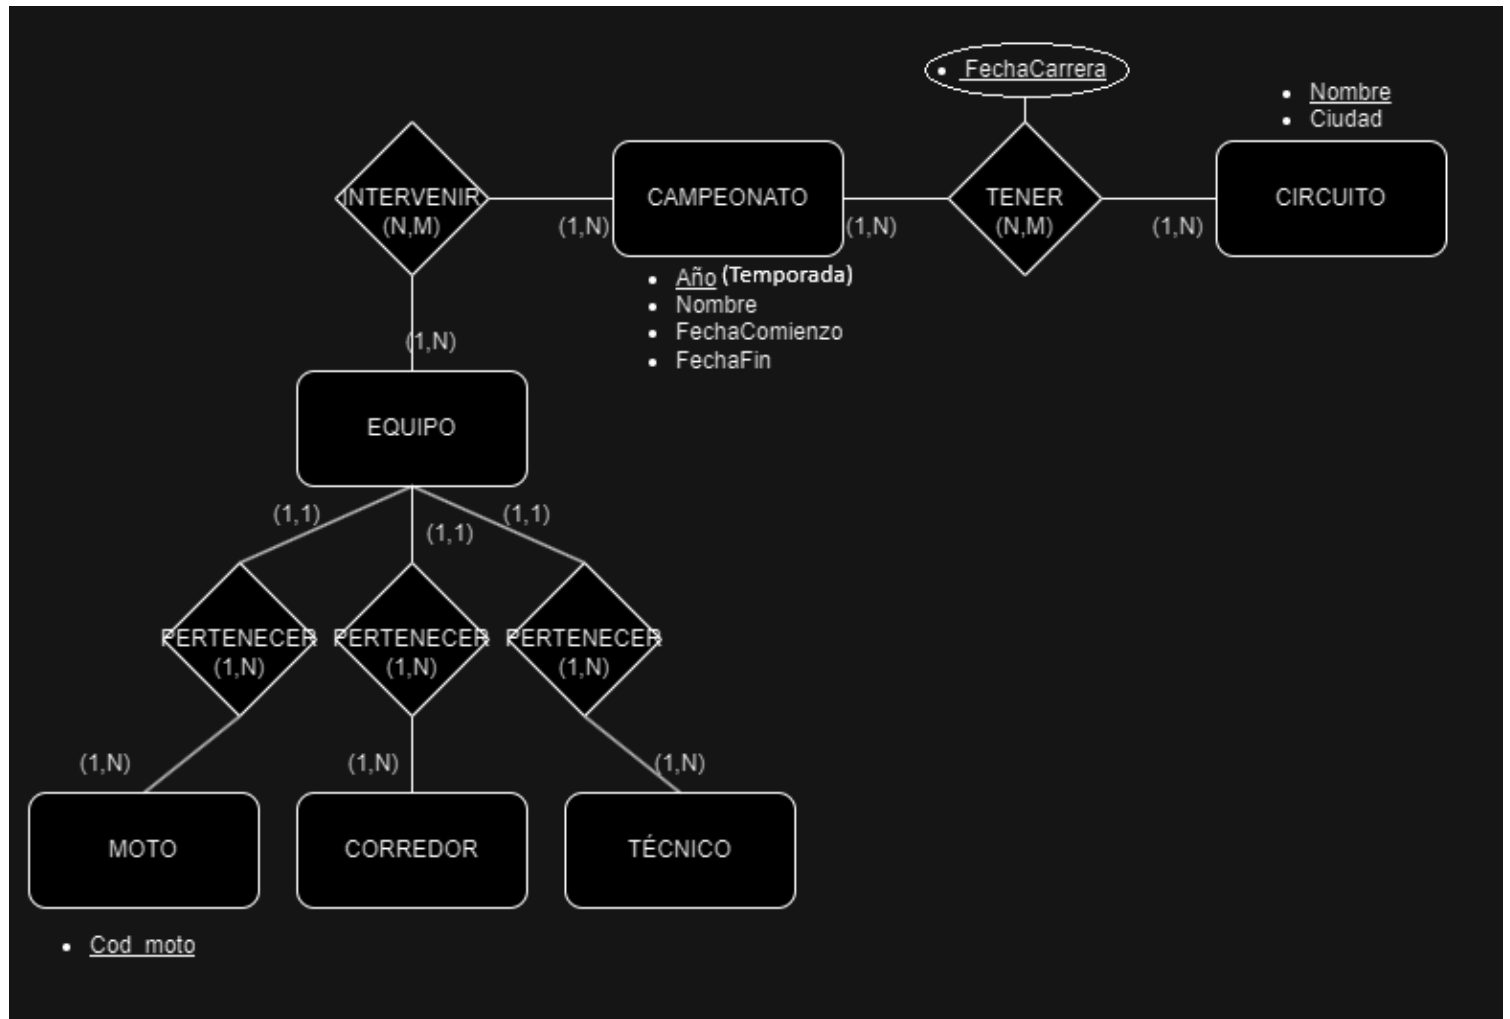 • FechaCarrera
• Nombre
• Ciudad
INTERVENIR
(N,M)
(1,N)
CAMPEONATO
(1,N)
TENER
(N,M)
(1,N)
CIRCUITO
• Año (Temporada)
• Nombre
• FechaComienzo
• FechaFin
(1,N)
EQUIPO
(1,1)
(1,1)
(1,1)
PERTENECER
(1,N)
PERTENECER
(1,N)
PERTENECER
(1,N)
(1,N)
(1,N)
(1,N)
MOTO
CORREDOR
TÉCNICO
• Cod_moto